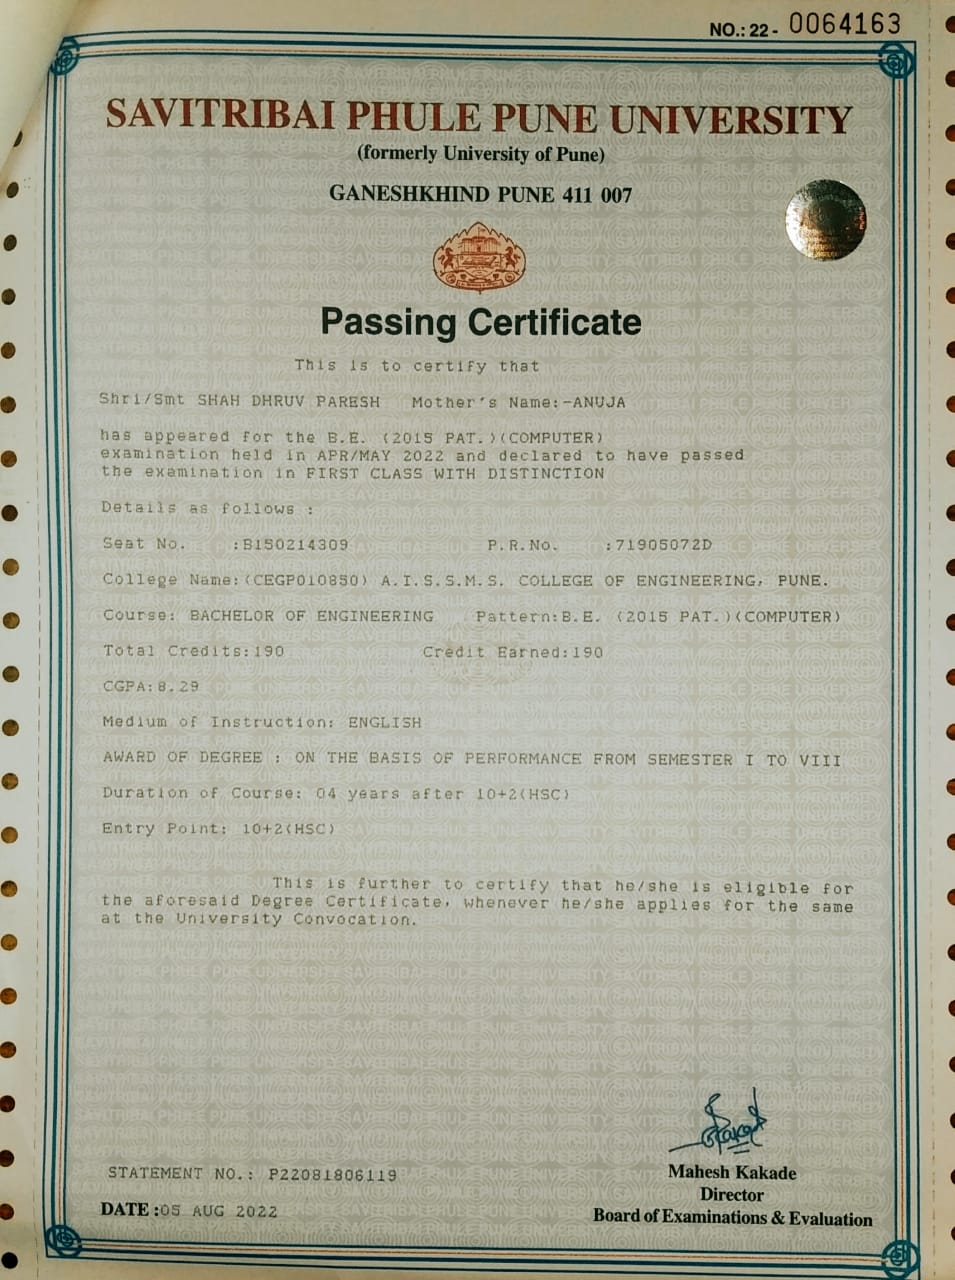 NO.: 22 - 0064163
SAVITRIBAI PHULE PUNE UNIVERSITY
(formerly University of Pune)
GANESHKHIND PUNE 411 007
Passing Certificate
This is to certify that
Shri/Smt SHAH DHRUV PARESH Mother's Name:-ANUJA
has appeared for the B.E. (2015 PAT.)(COMPUTER)
examination held in APR/MAY 2022 and declared to have passed
the examination in FIRST CLASS WITH DISTINCTION
Details as follows :
Seat No. :B150214309 P.R.No. :71905072D
College Name:(CEGP010850) A.I.S.S.M.S. COLLEGE OF ENGINEERING, PUNE.
Course: BACHELOR OF ENGINEERING Pattern:B.E. (2015 PAT.)(COMPUTER)
Total Credits:190 Credit Earned:190
CGPA:8.29
Medium of Instruction: ENGLISH
AWARD OF DEGREE : ON THE BASIS OF PERFORMANCE FROM SEMESTER I TO VIII
Duration of Course: 04 years after 10+2(HSC)
Entry Point: 10+2(HSC)
This is further to certify that he/she is eligible for
the aforesaid Degree Certificate, whenever he/she applies for the same
at the University Convocation.
STATEMENT NO.: P22081806119
DATE :05 AUG 2022
Mahesh Kakade
Director
Board of Examinations & Evaluation